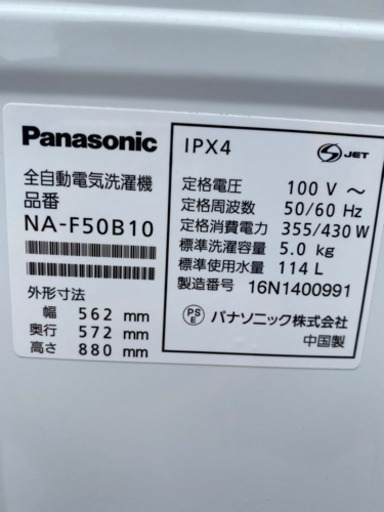 Panasonic
全自動電気洗濯機
品番
NA-F50B10
外形寸法
幅 562 mm
奥行 572 mm
高さ 880 mm
IPX4
S JET
定格電圧 100 V ～
定格周波数 50/60 Hz
定格消費電力 355/430 W
標準洗濯容量 5.0 kg
標準使用水量 114 L
製造番号 16N1400991
PS
E
パナソニック株式会社
中国製